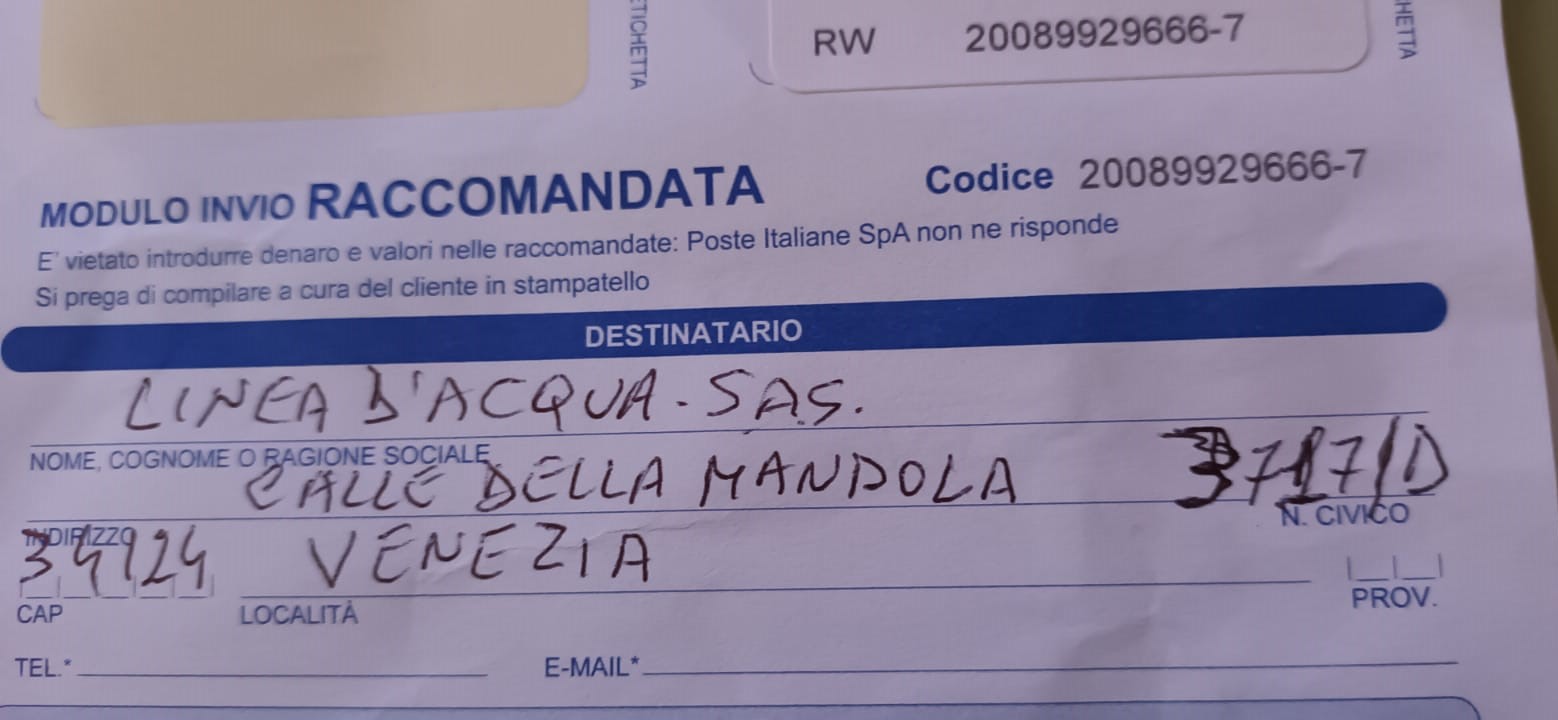 ETICHETTA
RW 20089929666-7
HETTA
MODULO INVIO RACCOMANDATA Codice 20089929666-7
E' vietato introdurre denaro e valori nelle raccomandate: Poste Italiane SpA non ne risponde
Si prega di compilare a cura del cliente in stampatello
DESTINATARIO
LINEA D'ACQUA. SAS.
NOME, COGNOME O RAGIONE SOCIALE
CALLE DELLA MANDOLA 3717/D
INDIRIZZO N. CIVICO
34124 VENEZIA
CAP LOCALITÀ PROV.
TEL.* E-MAIL*